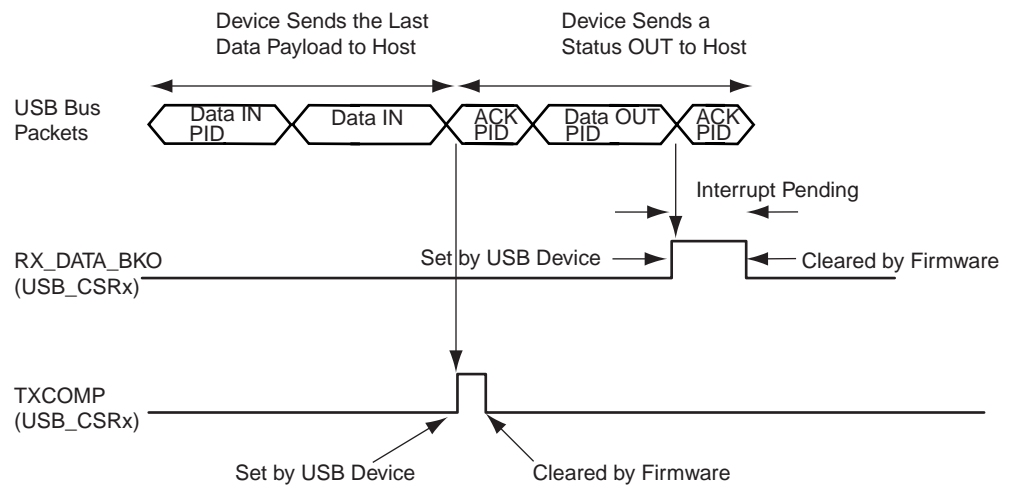 Device Sends the Last
Data Payload to Host
Device Sends a
Status OUT to Host
USB Bus
Packets
Data IN
PID
Data IN
ACK
PID
Data OUT
PID
ACK
PID
Interrupt Pending
RX_DATA_BKO
(USB_CSRx)
Set by USB Device
Cleared by Firmware
TXCOMP
(USB_CSRx)
Set by USB Device
Cleared by Firmware